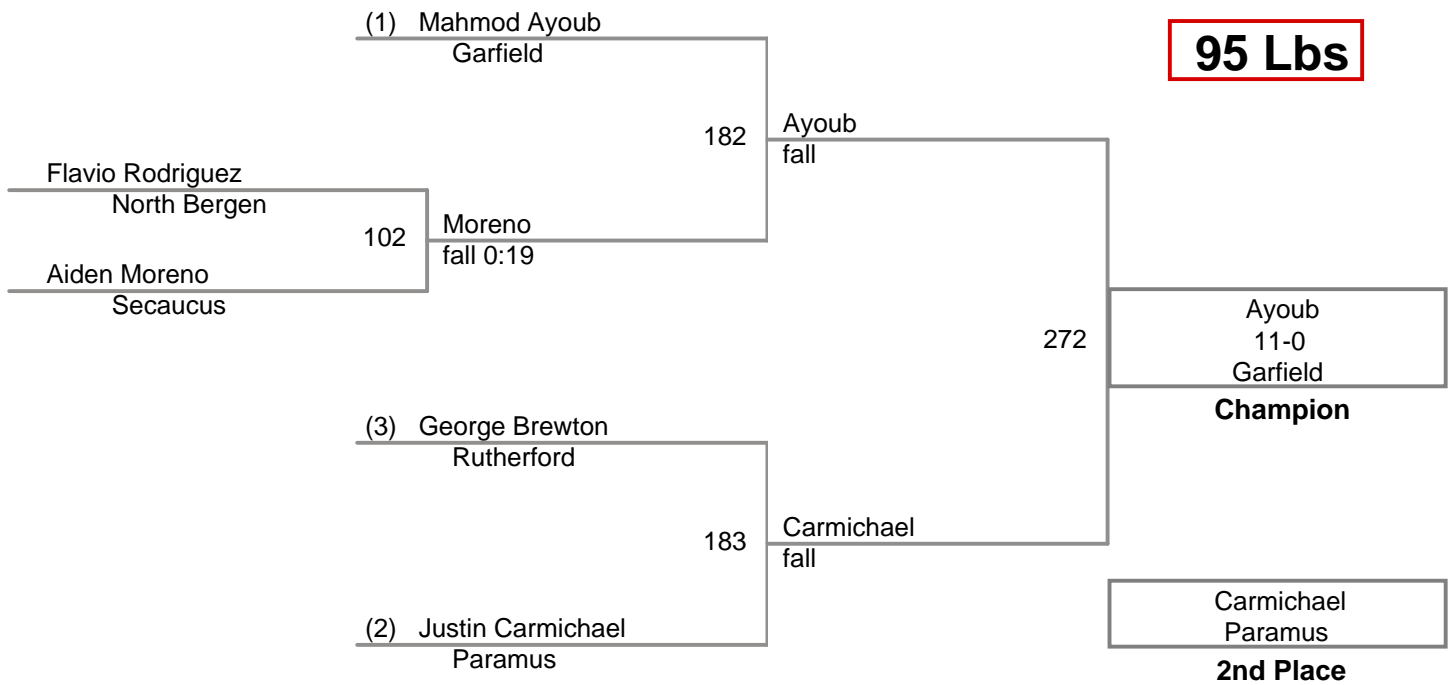 (1) Mahmod Ayoub
Garfield
95 Lbs
182
Ayoub
fall
Flavio Rodriguez
North Bergen
102
Moreno
fall 0:19
Aiden Moreno
Secaucus
272
Ayoub
11-0
Garfield
Champion
(3) George Brewton
Rutherford
183
Carmichael
fall
(2) Justin Carmichael
Paramus
Carmichael
Paramus
2nd Place